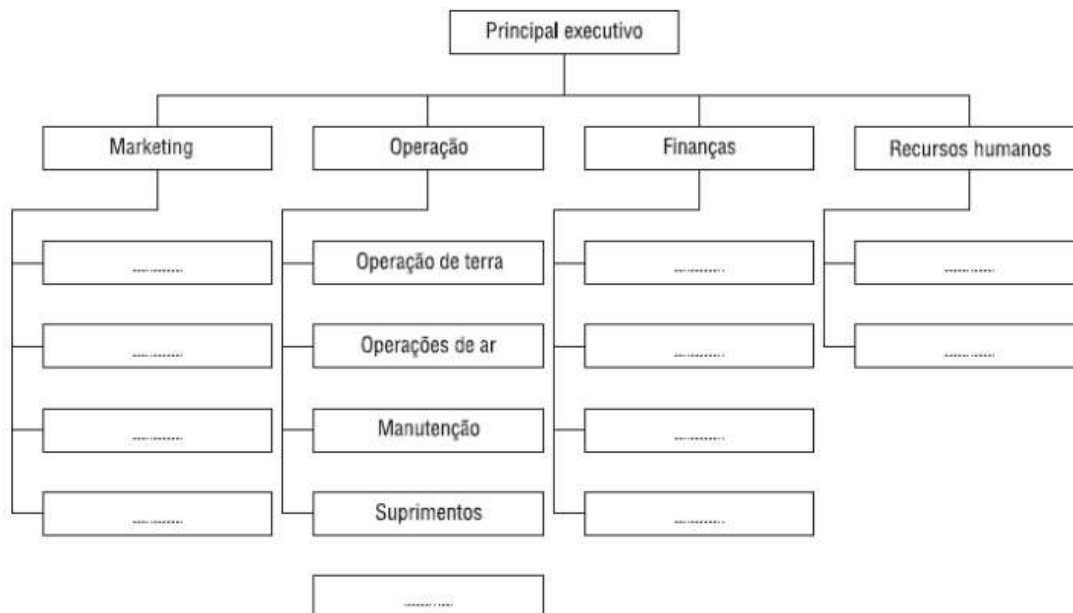 Principal executivo
Marketing
Operação
Finanças
Recursos humanos
Operação de terra
Operações de ar
Manutenção
Suprimentos